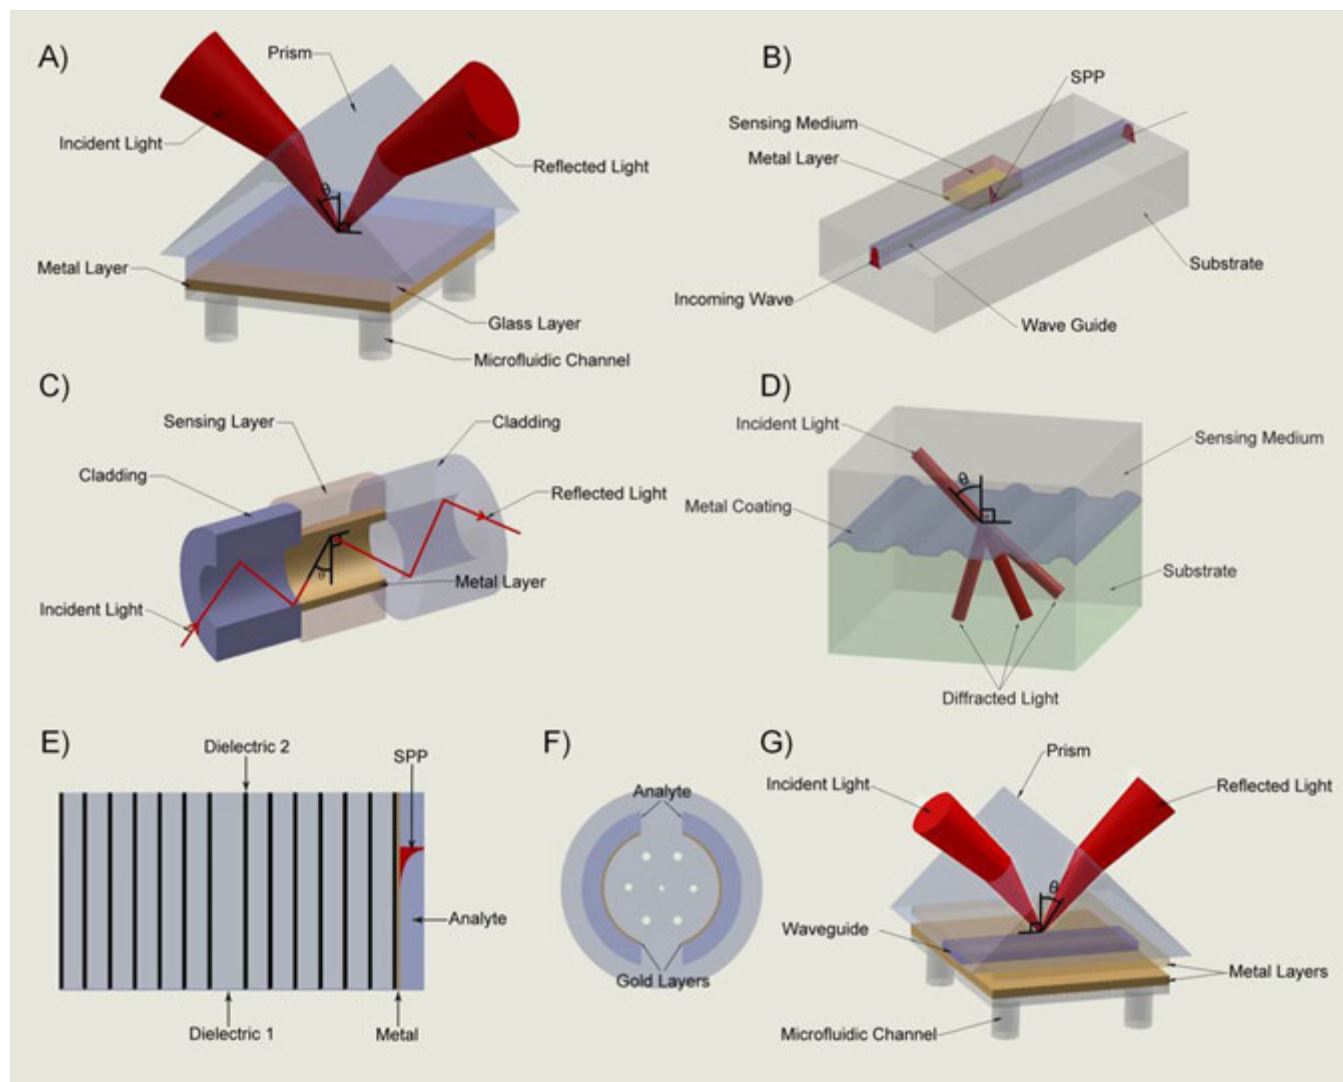 A)
Prism
Incident Light
Reflected Light
θ
Metal Layer
Glass Layer
Microfluidic Channel
B)
SPP
Sensing Medium
Metal Layer
Substrate
Incoming Wave
Wave Guide
C)
Sensing Layer
Cladding
Cladding
Reflected Light
θ
Metal Layer
Incident Light
D)
Incident Light
Sensing Medium
θ
Metal Coating
Substrate
Diffracted Light
E)
Dielectric 2
SPP
Analyte
Dielectric 1
Metal
F)
Analyte
Gold Layers
G)
Prism
Incident Light
Reflected Light
θ
Waveguide
Metal Layers
Microfluidic Channel